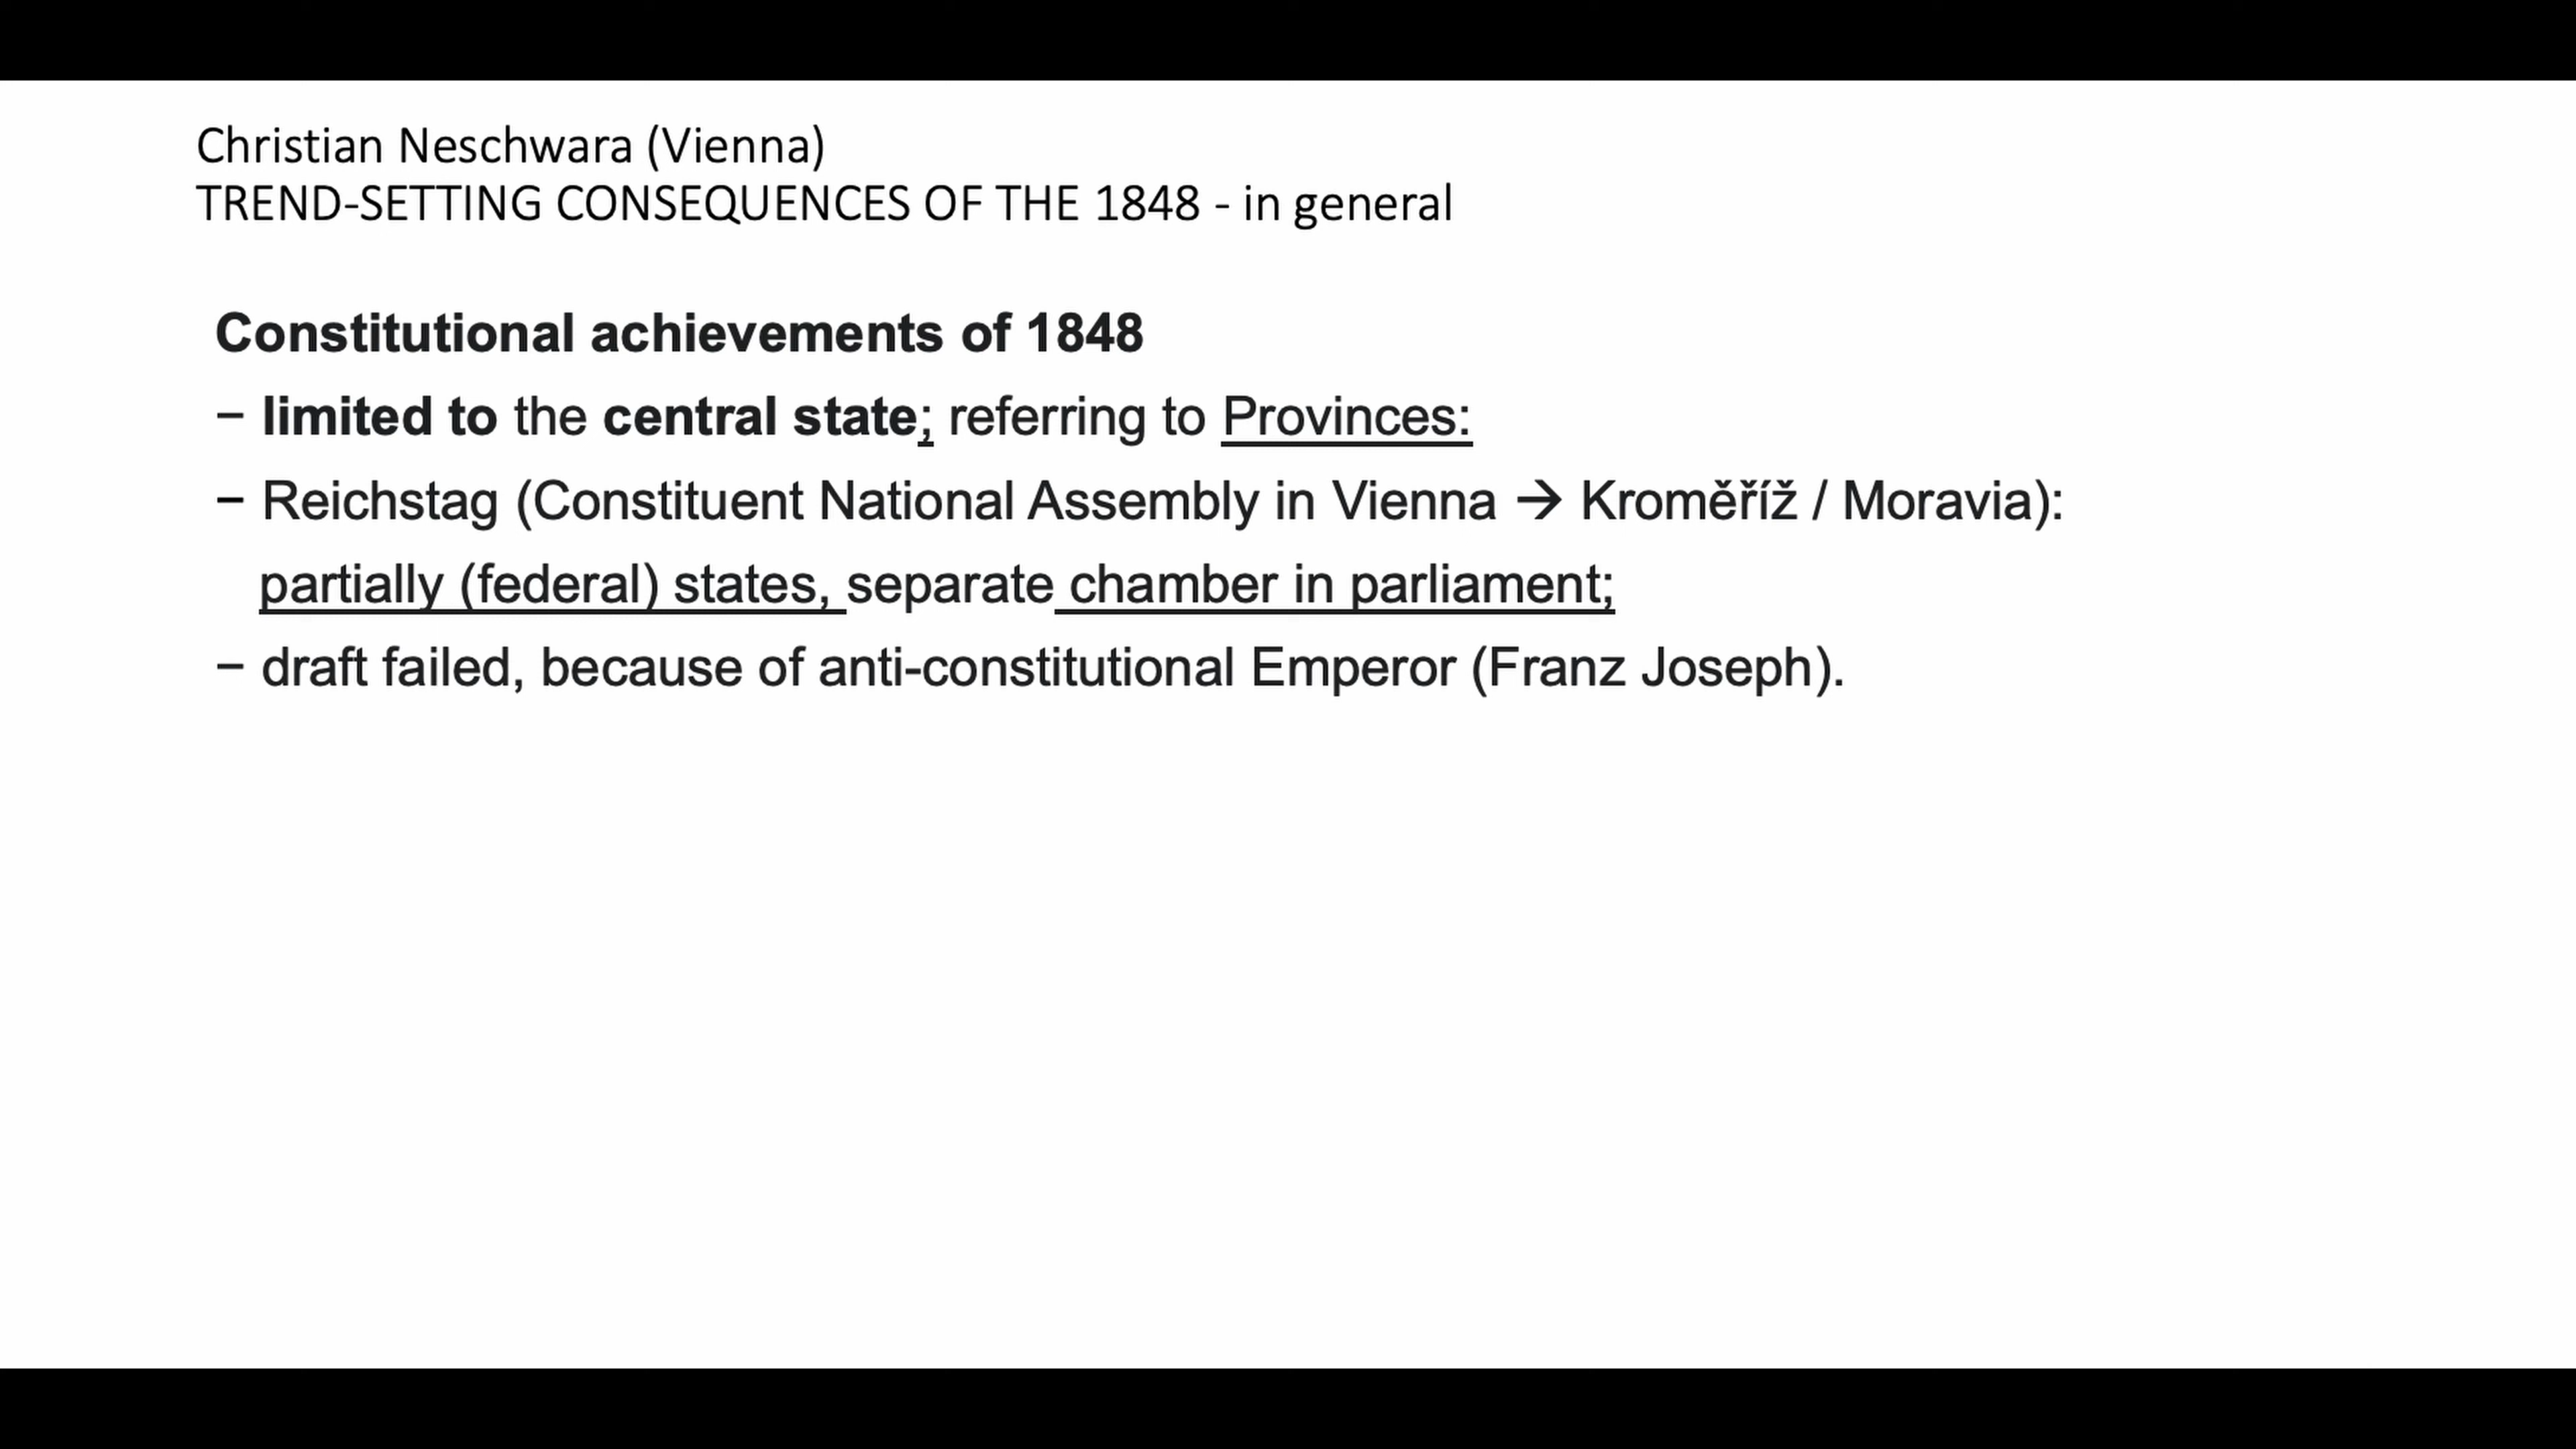 Christian Neschwara (Vienna)
TREND-SETTING CONSEQUENCES OF THE 1848 - in general
Constitutional achievements of 1848
− limited to the central state; referring to Provinces:
− Reichstag (Constituent National Assembly in Vienna → Kroměříž / Moravia):
partially (federal) states, separate chamber in parliament;
− draft failed, because of anti-constitutional Emperor (Franz Joseph).